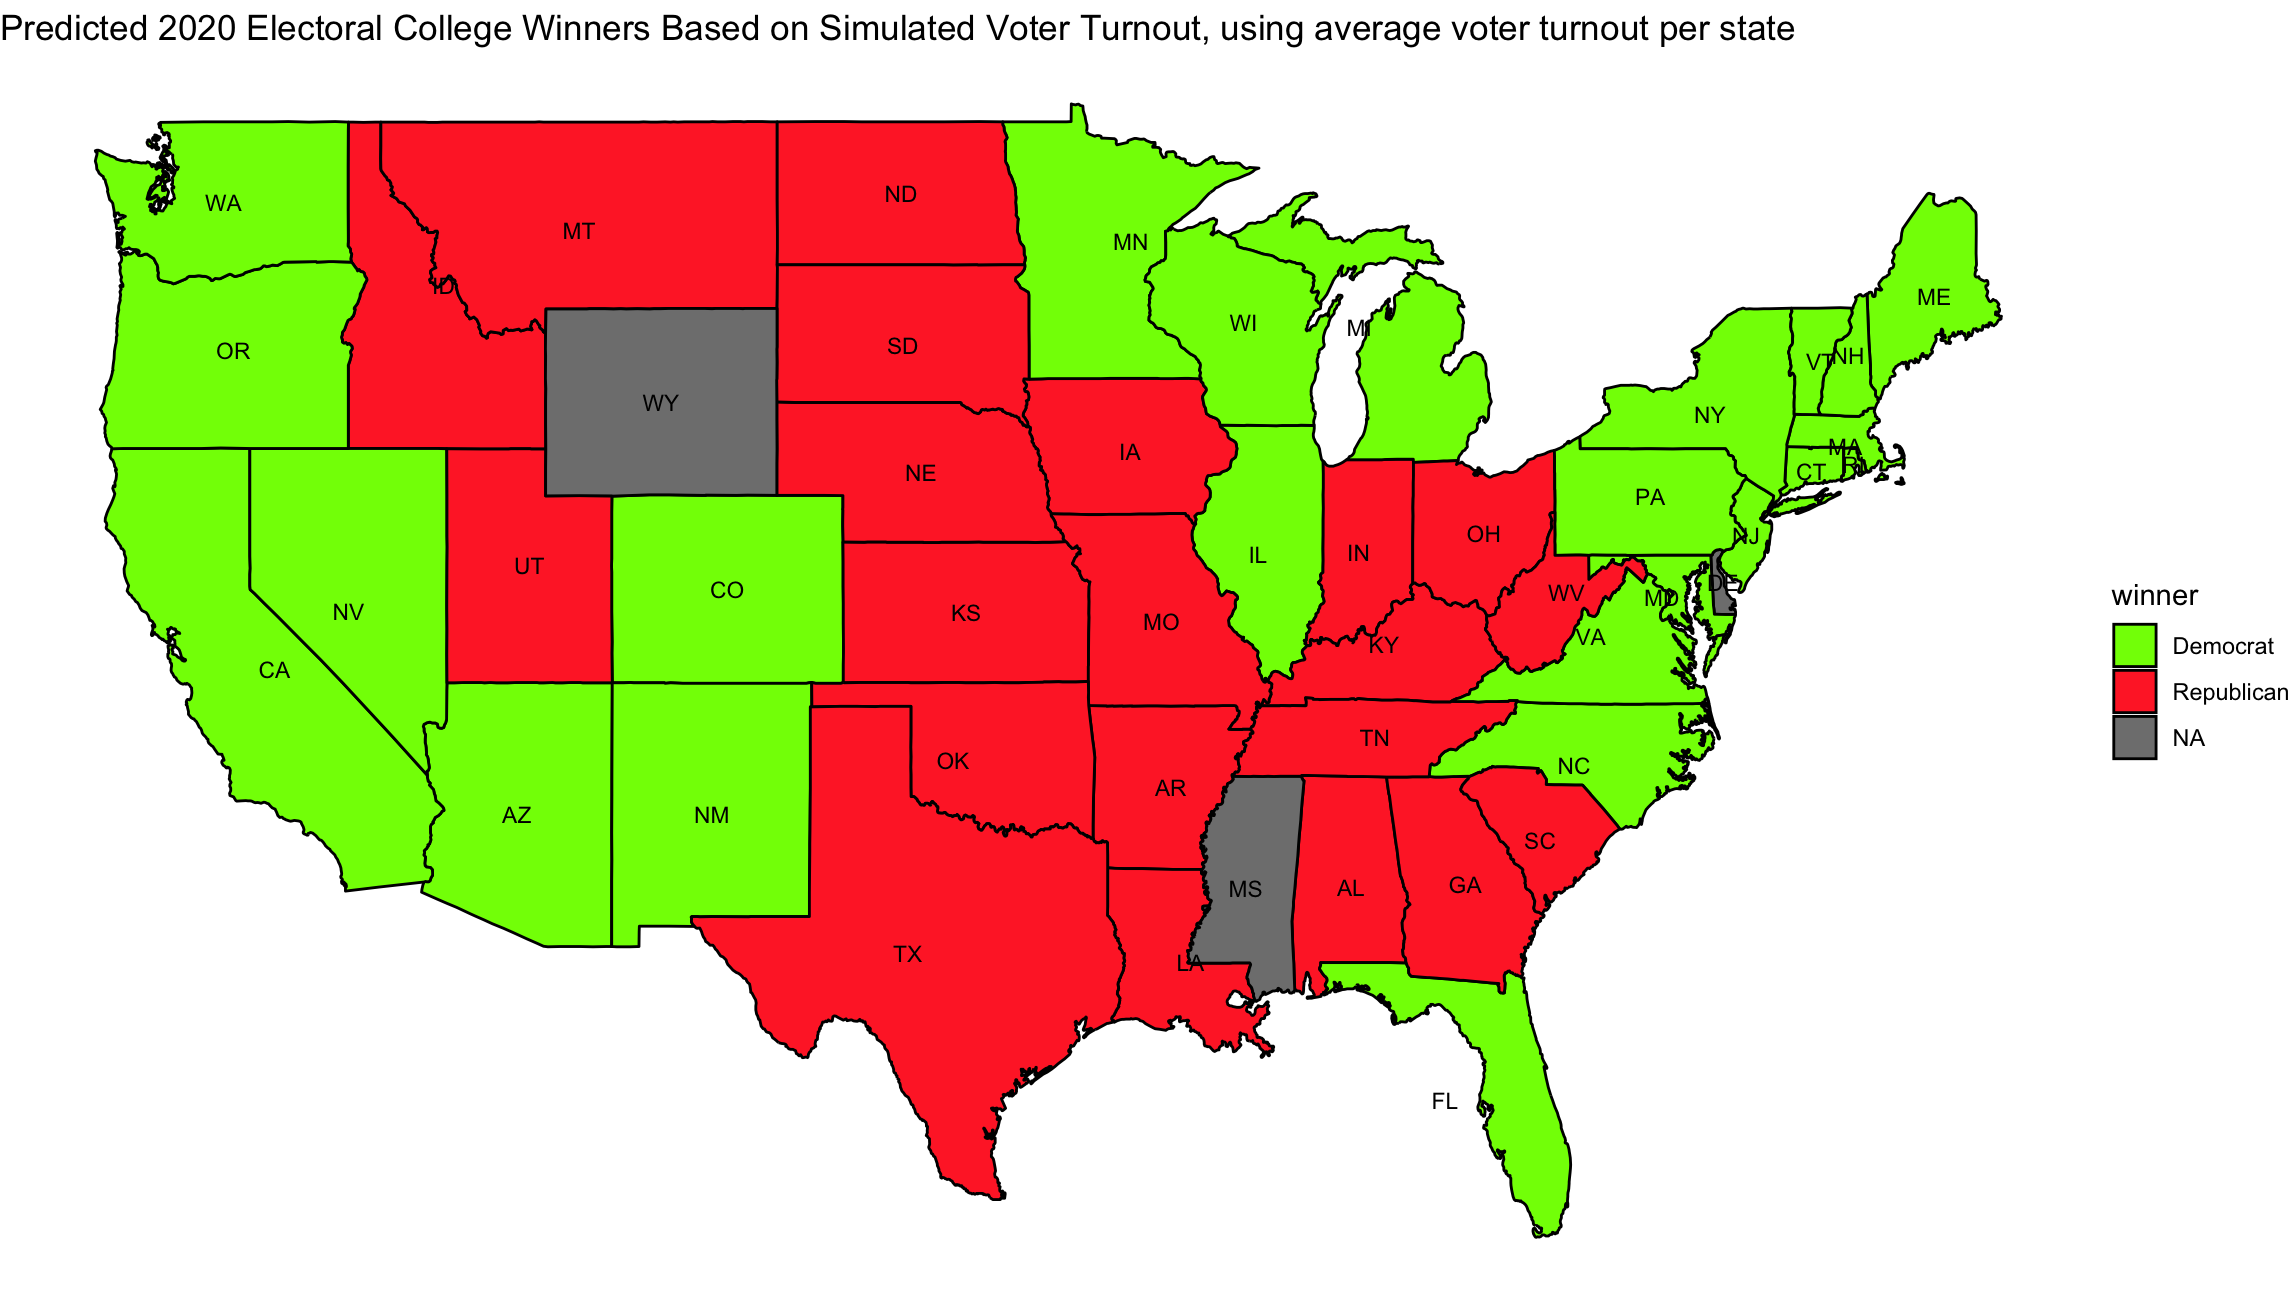 Predicted 2020 Electoral College Winners Based on Simulated Voter Turnout, using average voter turnout per state
WA
MT
ND
MN
ID
OR
SD
WI
MI
ME
WY
VT
NH
NY
NE
IA
MA
CT
RI
PA
UT
CO
NV
KS
MO
IL
IN
OH
NJ
DE
WV
MD
VA
KY
CA
AZ
NM
OK
AR
TN
NC
SC
TX
LA
MS
AL
GA
FL
winner
Democrat
Republican
NA